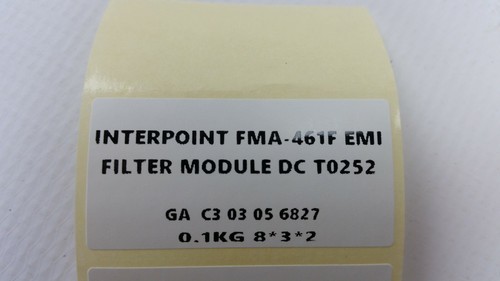 INTERPOINT FMA-461F EMI
FILTER MODULE DC T0252
GA C3 03 05 6827
0.1KG 8*3*2